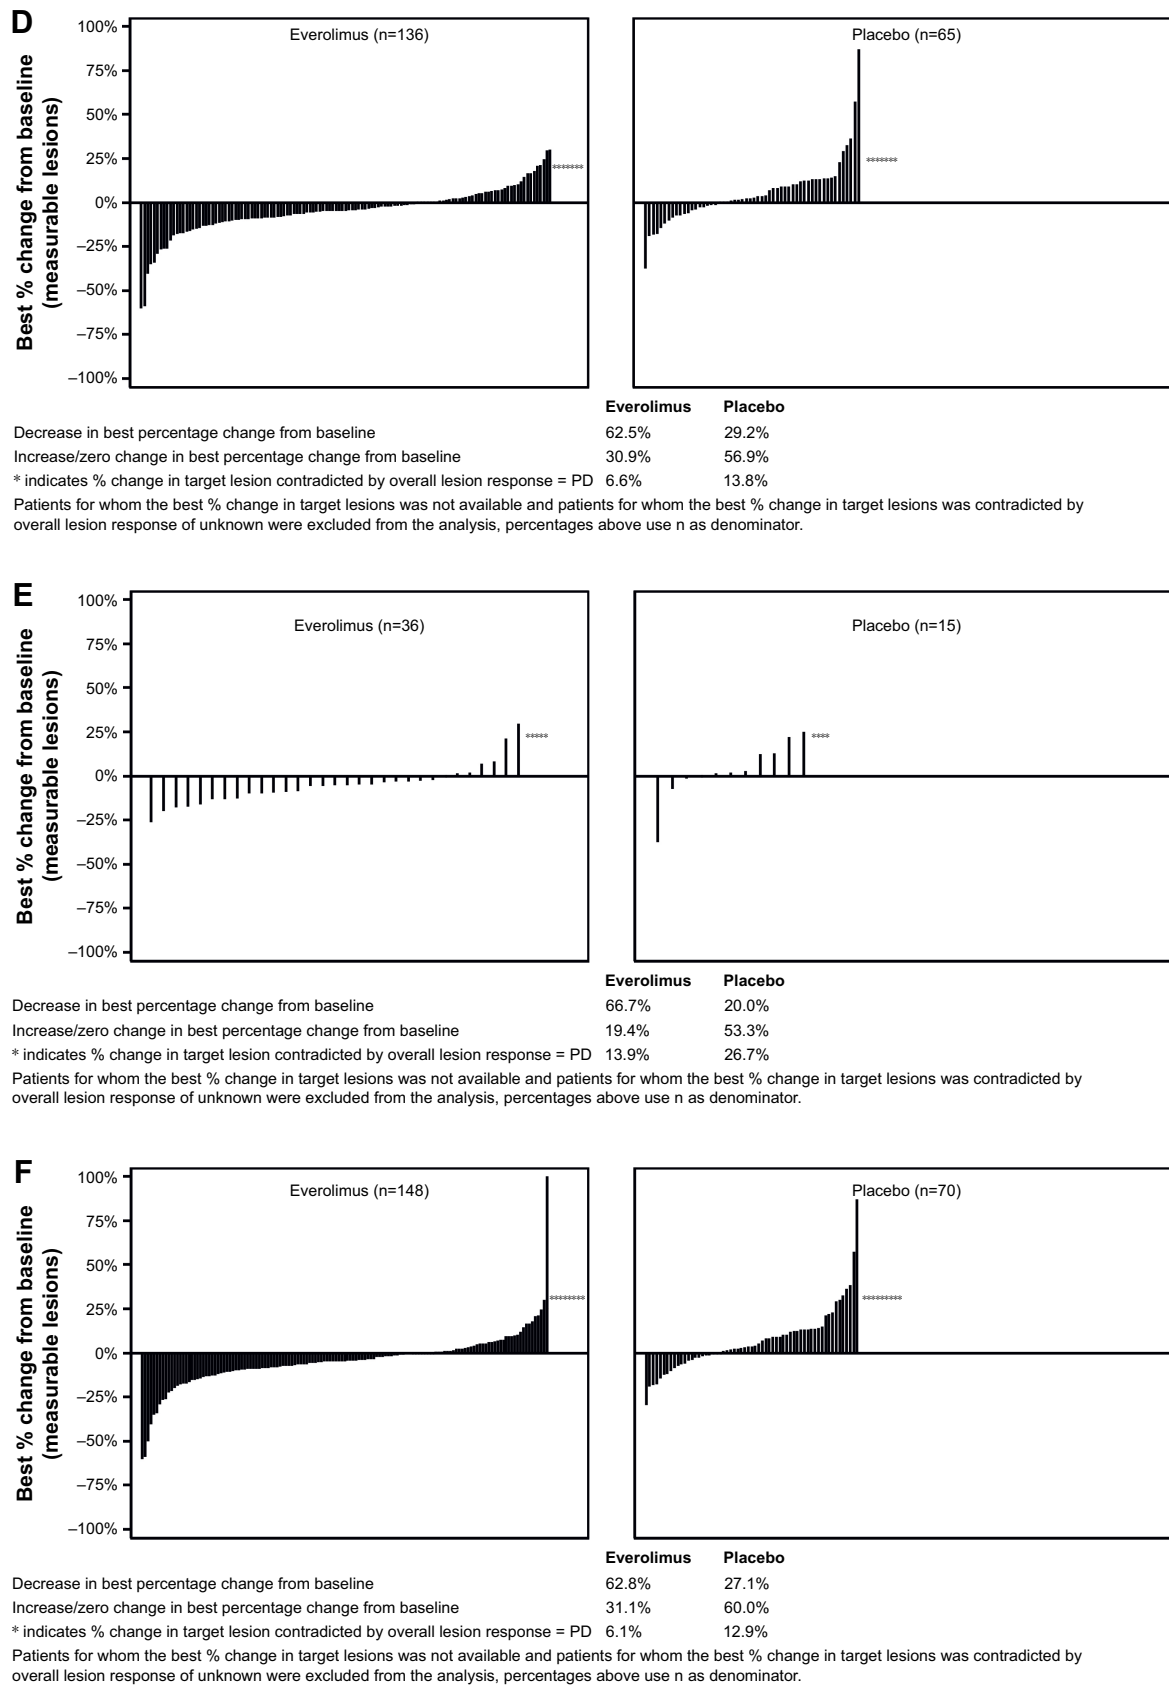 D
Everolimus (n=136)
Placebo (n=65)
Best % change from baseline
(measurable lesions)
100%
75%
50%
25%
0%
–25%
–50%
–75%
–100%
*******
*******
Everolimus Placebo
Decrease in best percentage change from baseline 62.5% 29.2%
Increase/zero change in best percentage change from baseline 30.9% 56.9%
* indicates % change in target lesion contradicted by overall lesion response = PD 6.6% 13.8%
Patients for whom the best % change in target lesions was not available and patients for whom the best % change in target lesions was contradicted by
overall lesion response of unknown were excluded from the analysis, percentages above use n as denominator.
E
Everolimus (n=36)
Placebo (n=15)
Best % change from baseline
(measurable lesions)
100%
75%
50%
25%
0%
–25%
–50%
–75%
–100%
*****
****
Everolimus Placebo
Decrease in best percentage change from baseline 66.7% 20.0%
Increase/zero change in best percentage change from baseline 19.4% 53.3%
* indicates % change in target lesion contradicted by overall lesion response = PD 13.9% 26.7%
Patients for whom the best % change in target lesions was not available and patients for whom the best % change in target lesions was contradicted by
overall lesion response of unknown were excluded from the analysis, percentages above use n as denominator.
F
Everolimus (n=148)
Placebo (n=70)
Best % change from baseline
(measurable lesions)
100%
75%
50%
25%
0%
–25%
–50%
–75%
–100%
********
*********
Everolimus Placebo
Decrease in best percentage change from baseline 62.8% 27.1%
Increase/zero change in best percentage change from baseline 31.1% 60.0%
* indicates % change in target lesion contradicted by overall lesion response = PD 6.1% 12.9%
Patients for whom the best % change in target lesions was not available and patients for whom the best % change in target lesions was contradicted by
overall lesion response of unknown were excluded from the analysis, percentages above use n as denominator.